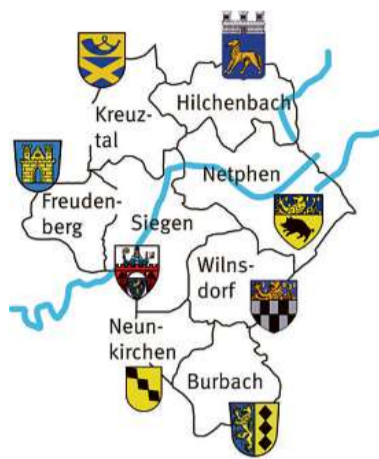 Kreuz-
tal
Hilchenbach
Netphen
Freuden-
berg
Siegen
Wilns-
dorf
Neun-
kirchen
Burbach